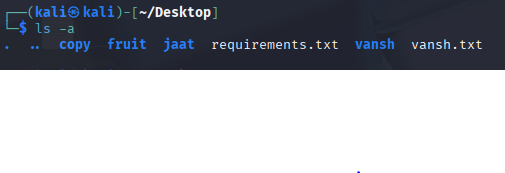 ┌──(kali㉿kali)-[~/Desktop]
└─$ ls -a
.  ..  copy  fruit  jaat  requirements.txt  vansh  vansh.txt